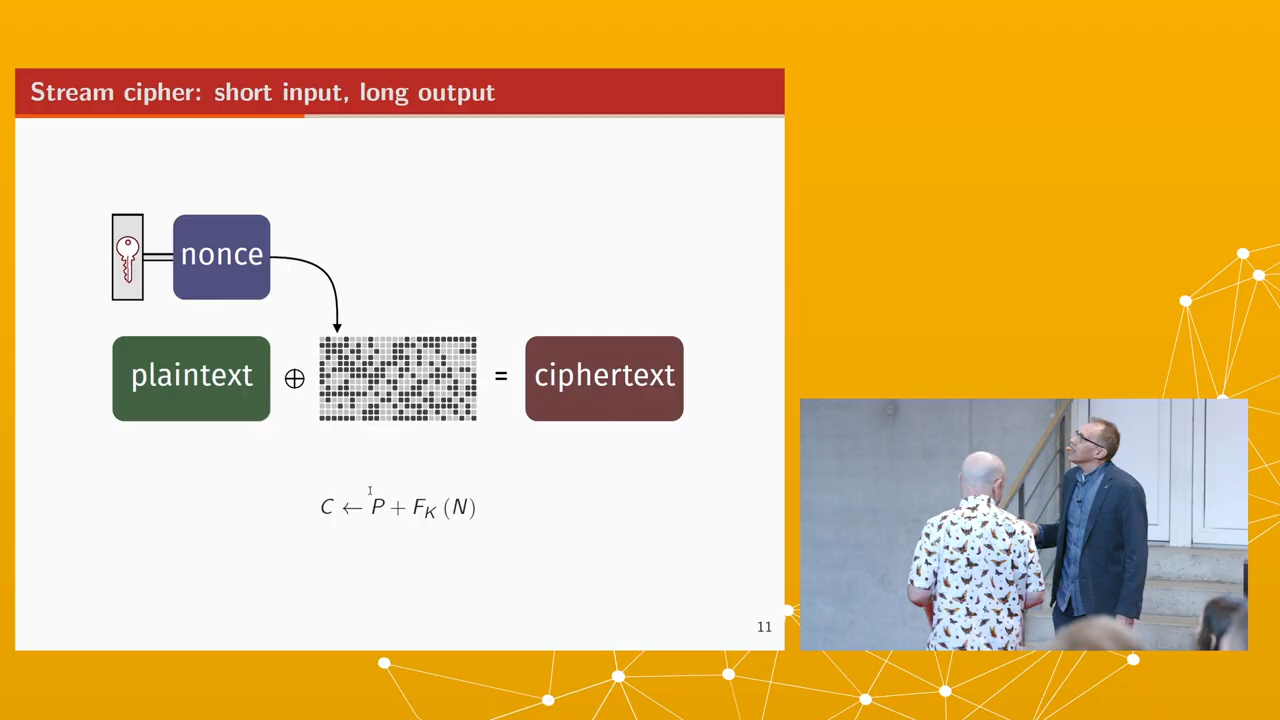 Stream cipher: short input, long output
nonce
plaintext ⊕ = ciphertext
C ← P + F_K (N)
11